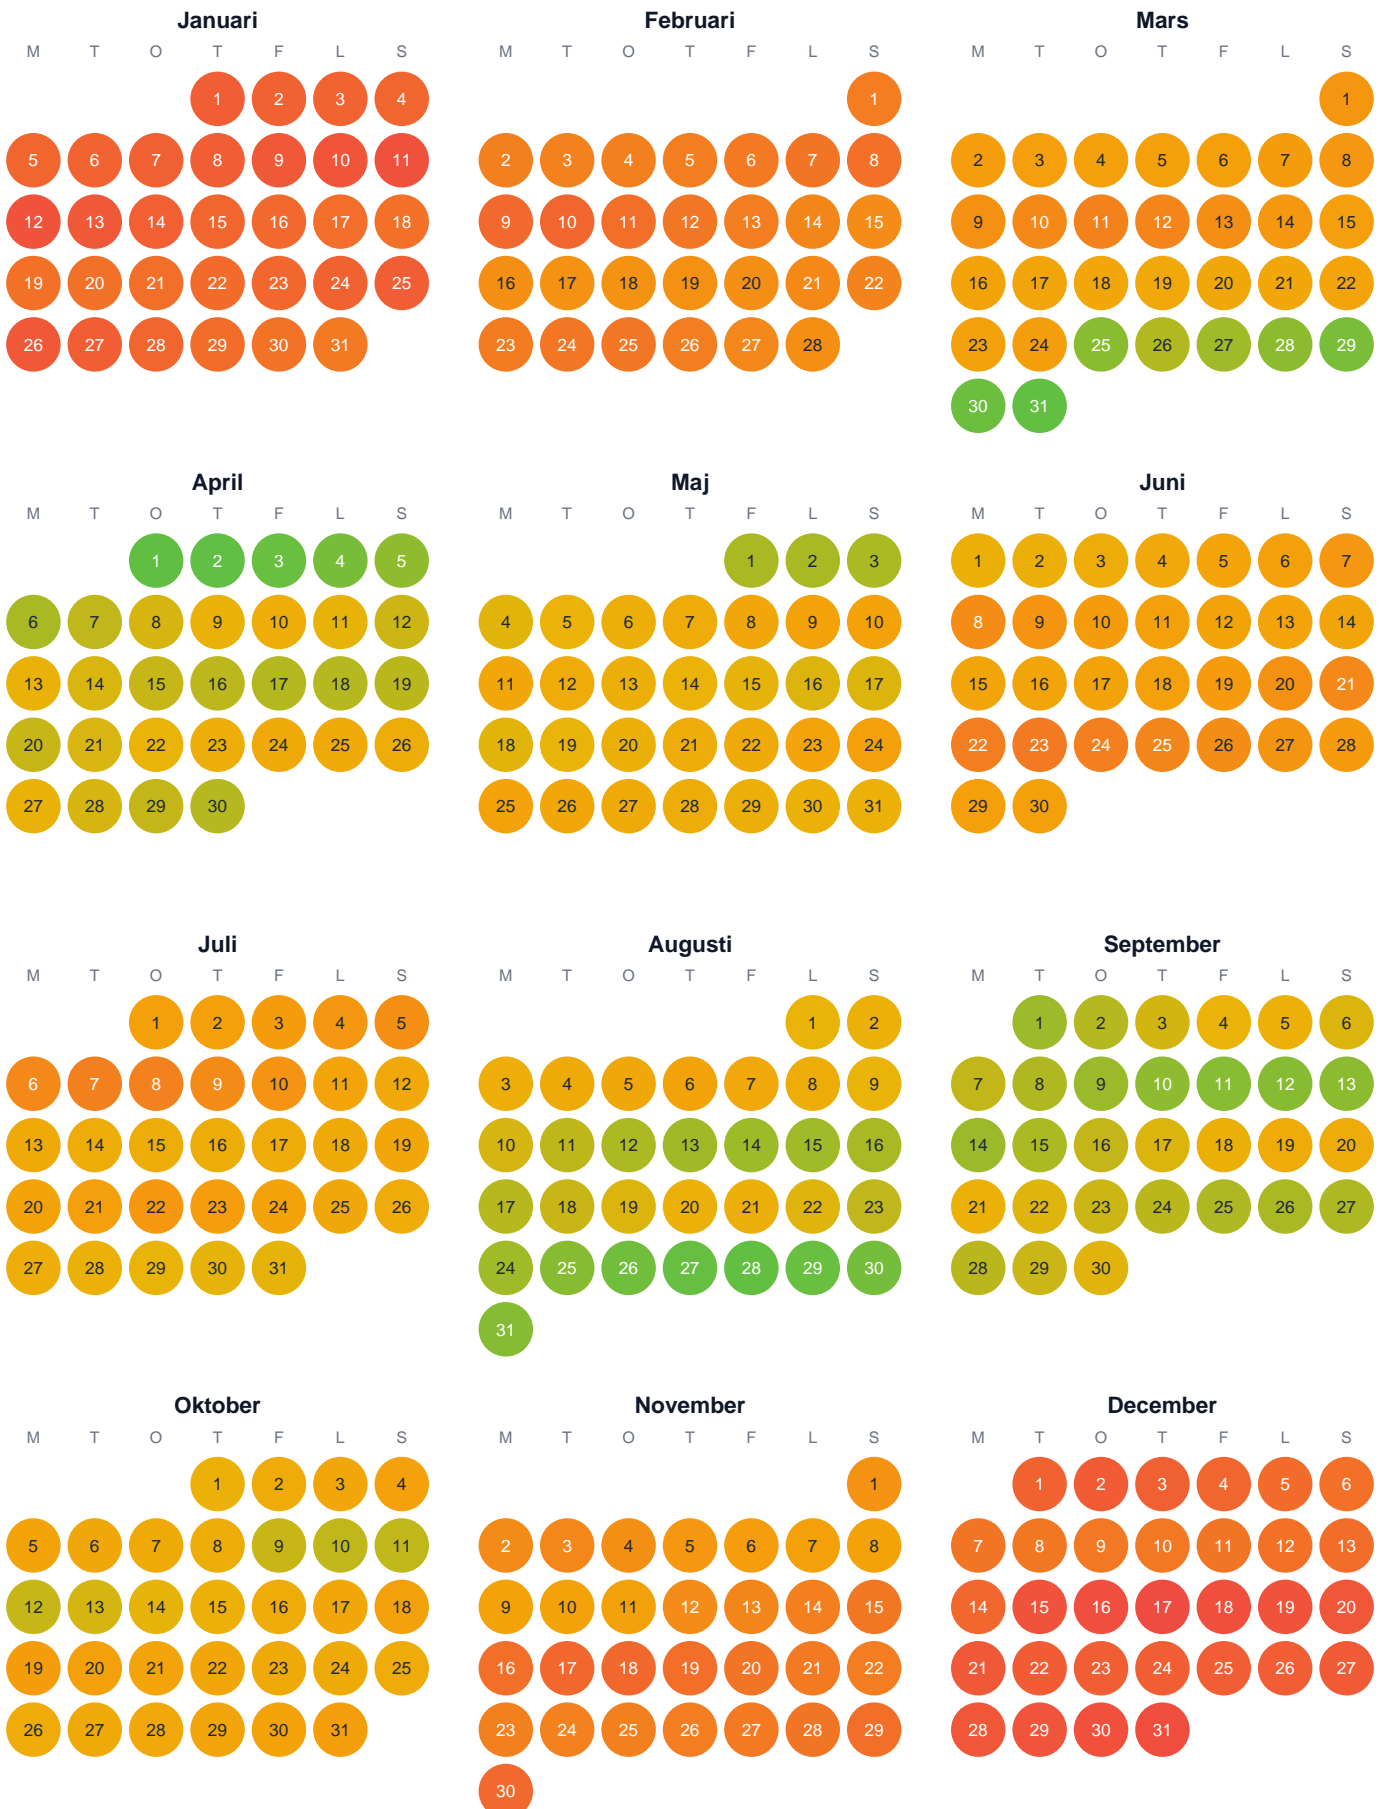 Januari Februari Mars
M T O T F L S M T O T F L S M T O T F L S
1 2 3 4 1 1
5 6 7 8 9 10 11 2 3 4 5 6 7 8 2 3 4 5 6 7 8
12 13 14 15 16 17 18 9 10 11 12 13 14 15 9 10 11 12 13 14 15
19 20 21 22 23 24 25 16 17 18 19 20 21 22 16 17 18 19 20 21 22
26 27 28 29 30 31 23 24 25 26 27 28 23 24 25 26 27 28 29
30 31
April Maj Juni
M T O T F L S M T O T F L S M T O T F L S
1 2 3 4 5 1 2 3 1 2 3 4 5 6 7
6 7 8 9 10 11 12 4 5 6 7 8 9 10 8 9 10 11 12 13 14
13 14 15 16 17 18 19 11 12 13 14 15 16 17 15 16 17 18 19 20 21
20 21 22 23 24 25 26 18 19 20 21 22 23 24 22 23 24 25 26 27 28
27 28 29 30 25 26 27 28 29 30 31 29 30
Juli Augusti September
M T O T F L S M T O T F L S M T O T F L S
1 2 3 4 5 1 2 1 2 3 4 5 6
6 7 8 9 10 11 12 3 4 5 6 7 8 9 7 8 9 10 11 12 13
13 14 15 16 17 18 19 10 11 12 13 14 15 16 14 15 16 17 18 19 20
20 21 22 23 24 25 26 17 18 19 20 21 22 23 21 22 23 24 25 26 27
27 28 29 30 31 24 25 26 27 28 29 30 28 29 30
31
Oktober November December
M T O T F L S M T O T F L S M T O T F L S
1 2 3 4 1 1 2 3 4 5 6
5 6 7 8 9 10 11 2 3 4 5 6 7 8 7 8 9 10 11 12 13
12 13 14 15 16 17 18 9 10 11 12 13 14 15 14 15 16 17 18 19 20
19 20 21 22 23 24 25 16 17 18 19 20 21 22 21 22 23 24 25 26 27
26 27 28 29 30 31 23 24 25 26 27 28 29 28 29 30 31
30